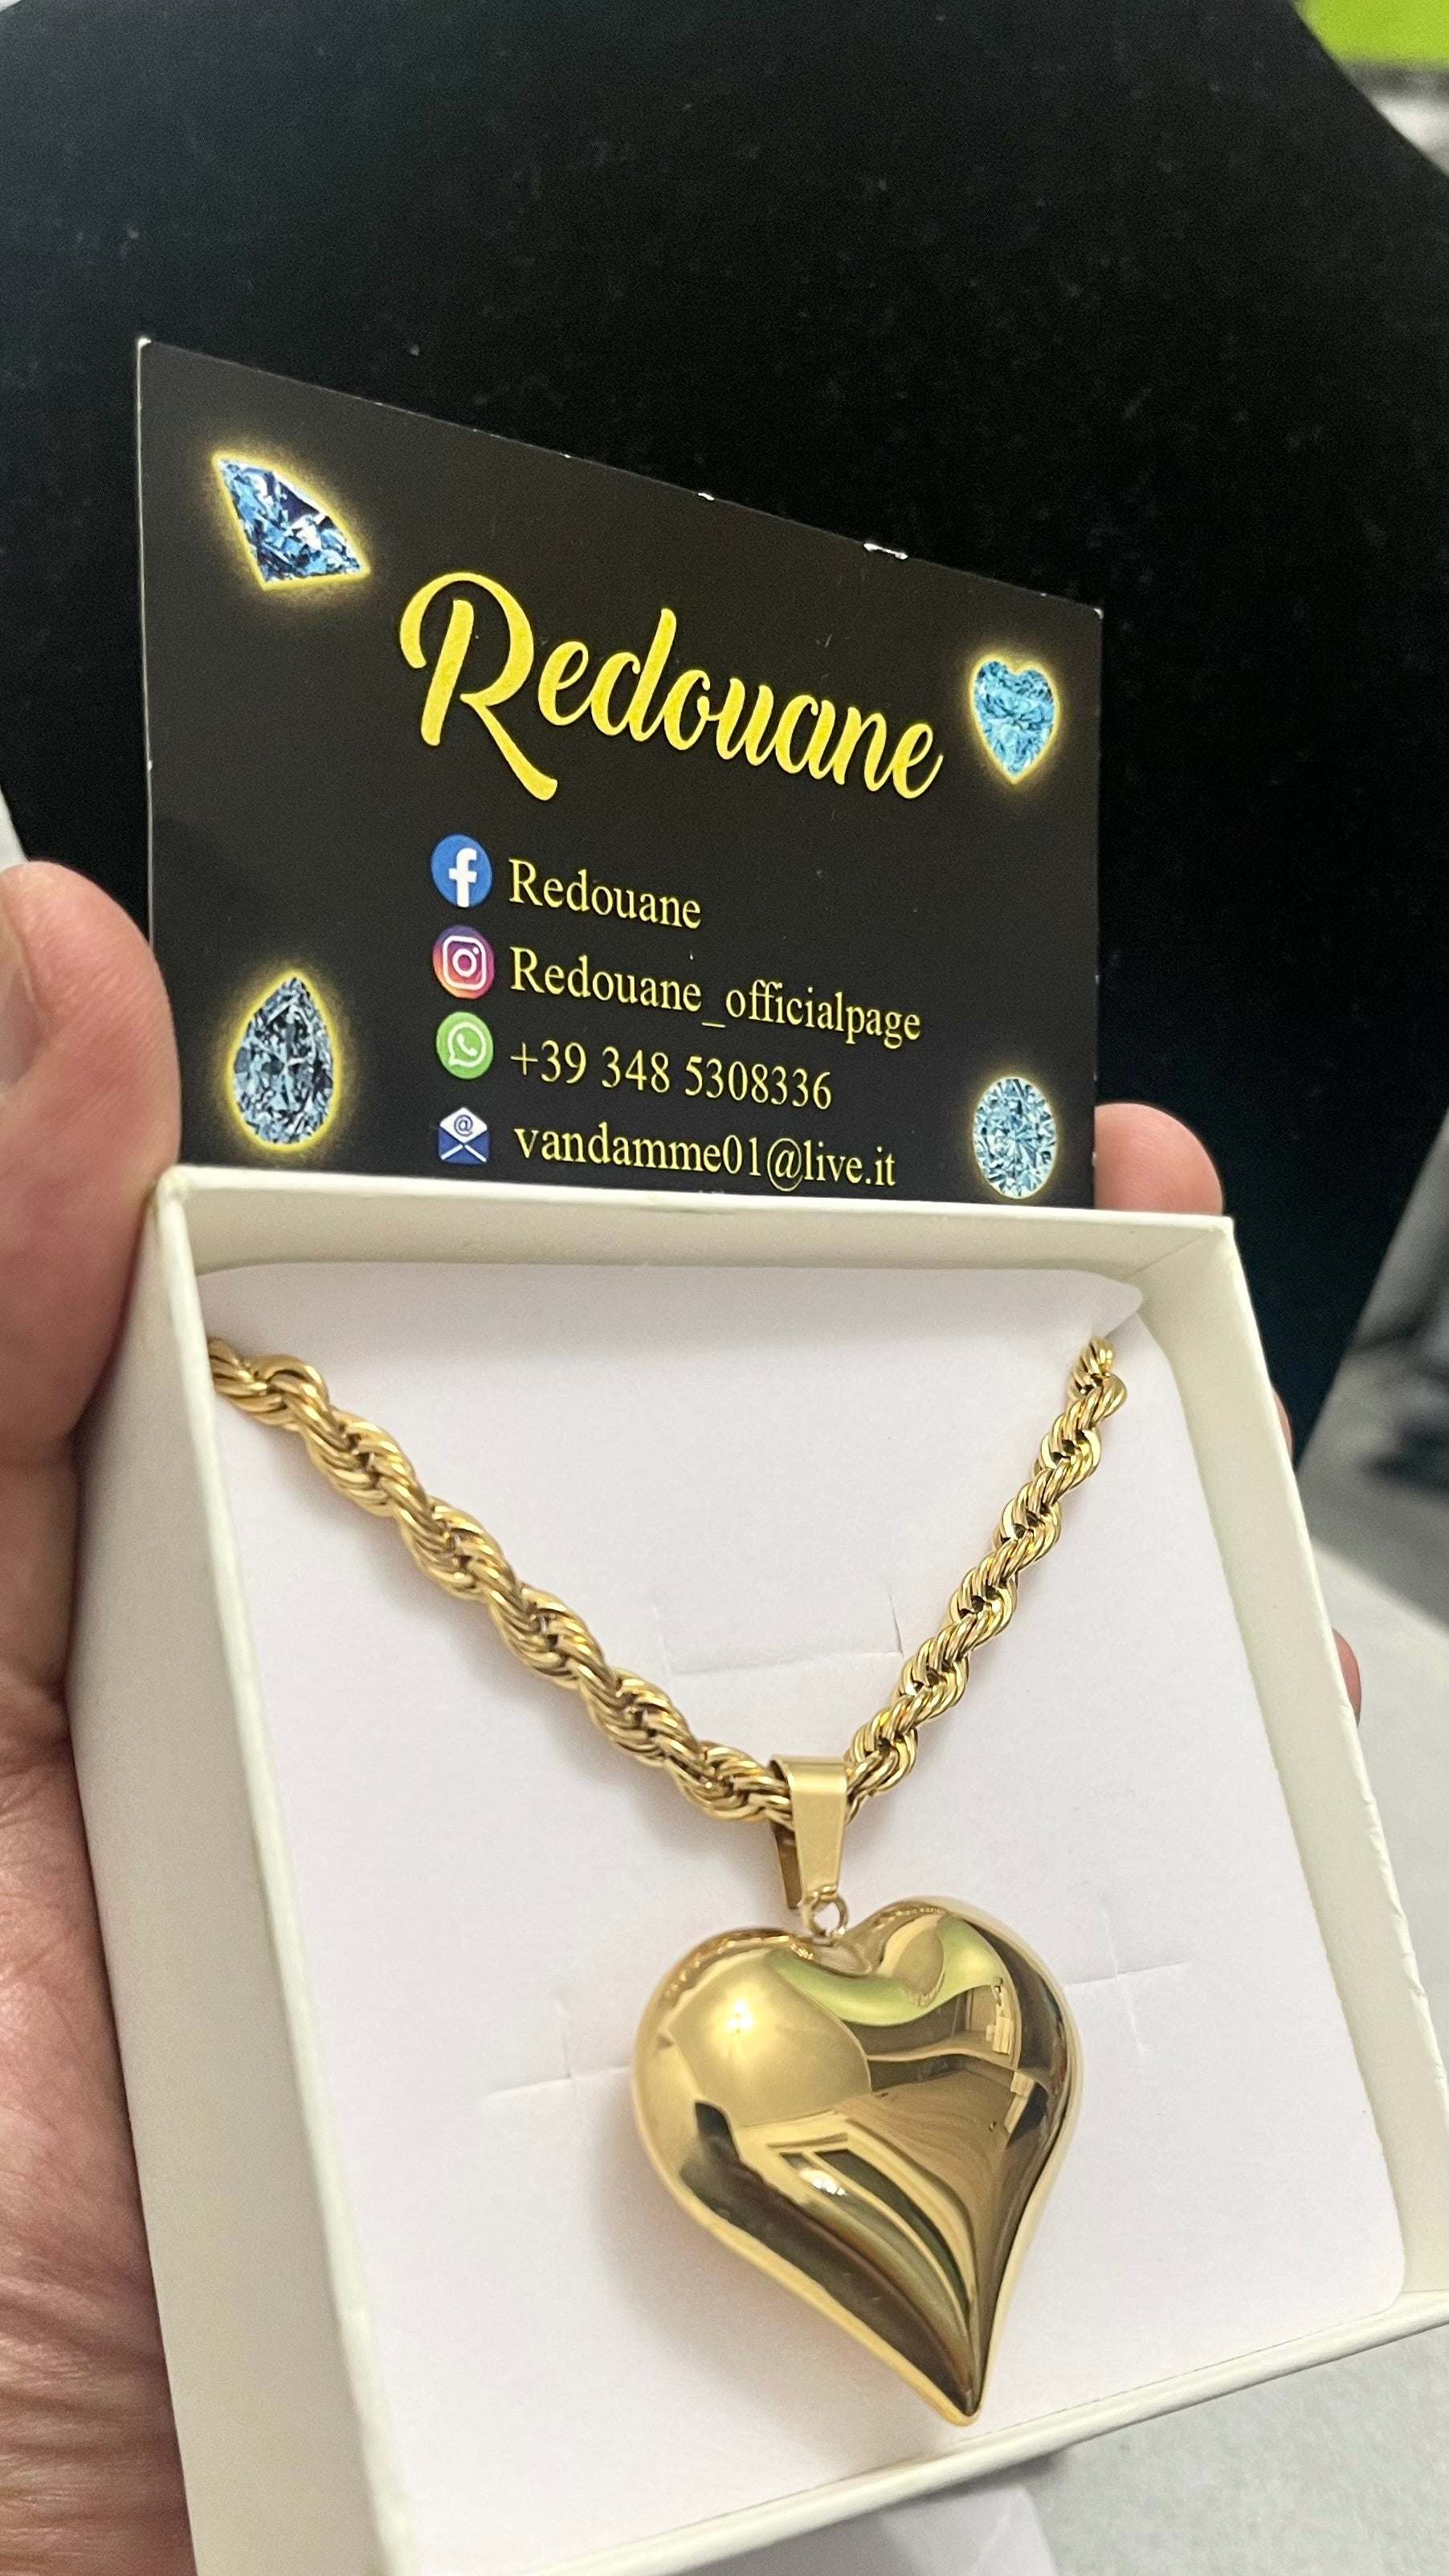 Redouane
Redouane
Redouane_officialpage
+39 348 5308336
vandamme01@live.it